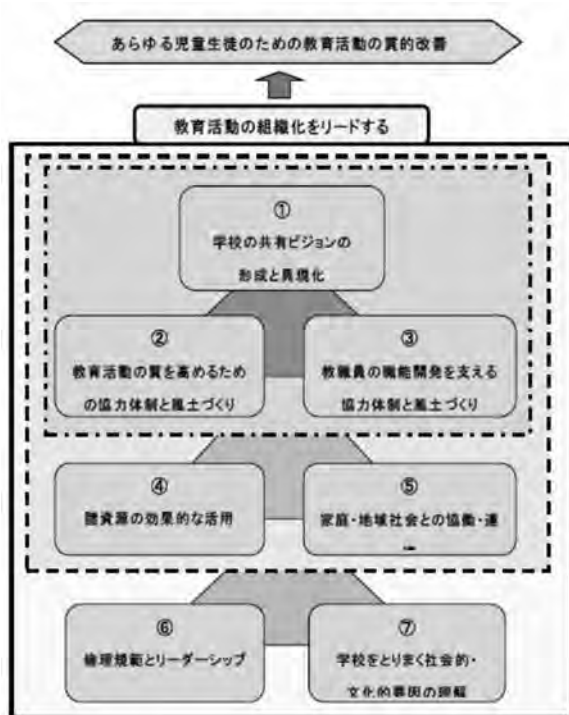 あらゆる児童生徒のための教育活動の質的改善
教育活動の組織化をリードする
①
学校の共有ビジョンの
形成と具現化
②
教育活動の質を高めるため
の協力体制と風土づくり
③
教職員の職能開発を支える
協力体制と風土づくり
④
諸資源の効果的な活用
⑤
家庭・地域社会との協働・連
⑥
倫理規範とリーダーシップ
⑦
学校をとりまく社会的・
文化的要因の理解